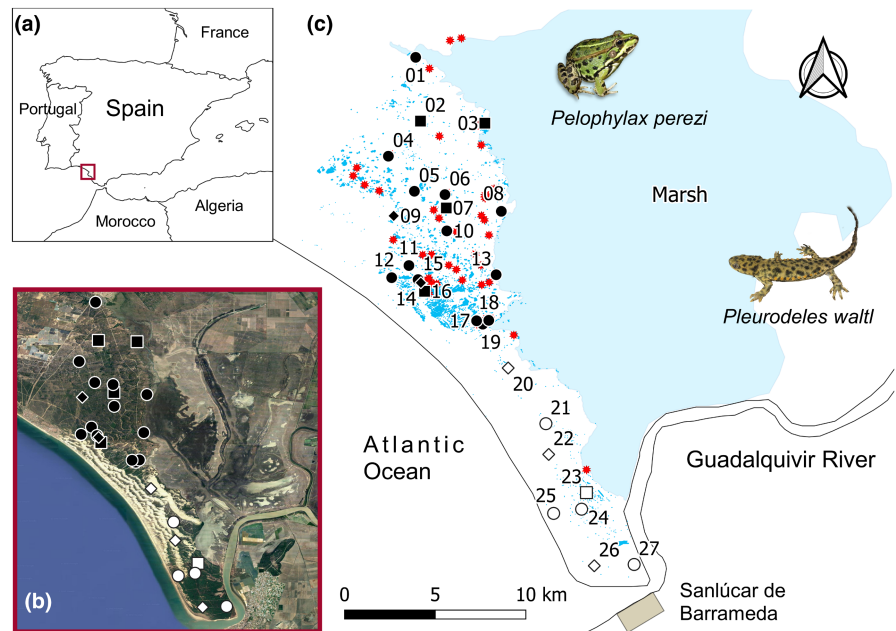 (a)
France
Portugal
Spain
Morocco
Algeria
(b)
(c)
01
02
03
04
05
06
07
08
09
10
11
12
13
14
15
16
17
18
19
20
21
22
23
24
25
26
27
Pelophylax perezi
Marsh
Pleurodeles waltl
Atlantic
Ocean
Guadalquivir River
0 5 10 km
Sanlúcar de
Barrameda